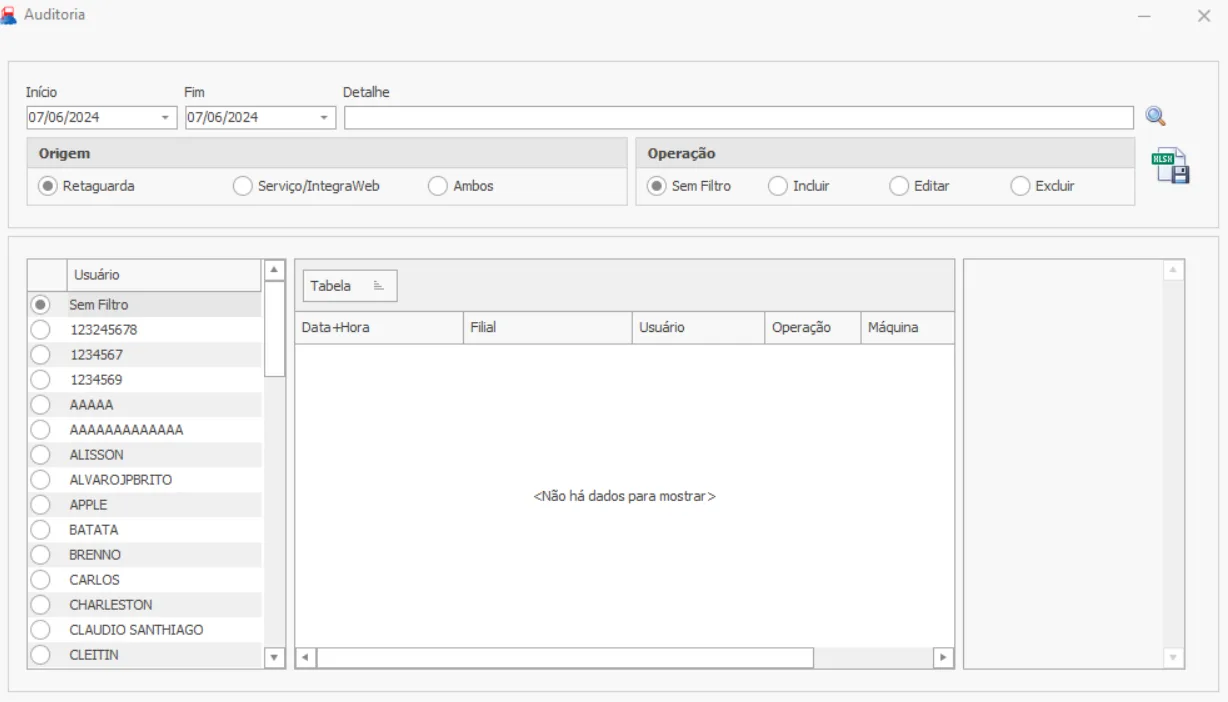 Auditoria
Início Fim Detalhe
07/06/2024 07/06/2024
Origem Operação
Retaguarda Serviço/IntegraWeb Ambos Sem Filtro Incluir Editar Excluir
XLSX
Usuário
Sem Filtro
123245678
1234567
1234569
AAAAA
AAAAAAAAAAAAA
ALISSON
ALVAROJPBRITO
APPLE
BATATA
BRENNO
CARLOS
CHARLESTON
CLAUDIO SANTHIAGO
CLEITIN
Tabela
Data+Hora Filial Usuário Operação Máquina
<Não há dados para mostrar>